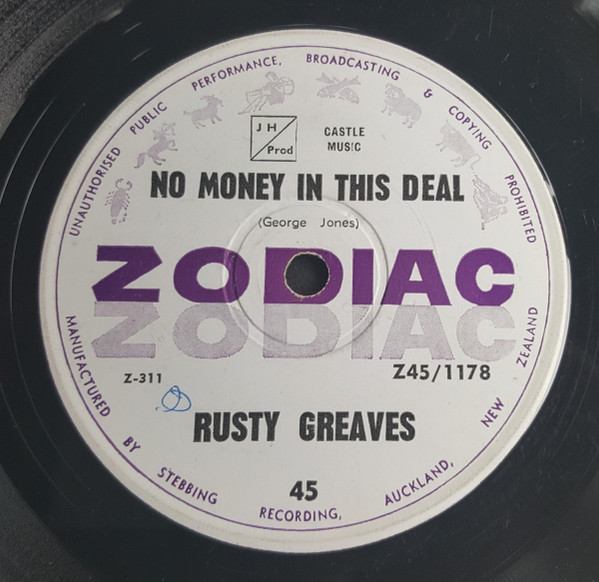 UNAUTHORISED PUBLIC PERFORMANCE, BROADCASTING & COPYING PROHIBITED
J H
Prod
CASTLE
MUSIC
NO MONEY IN THIS DEAL
(George Jones)
ZODIAC
ZODIAC
Z-311
Z45/1178
RUSTY GREAVES
45
MANUFACTURED BY STEBBING RECORDING, AUCKLAND, NEW ZEALAND